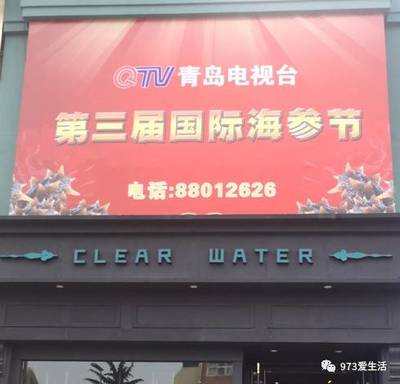 QTV 青岛电视台
第三届国际海参节
电话:88012626
CLEAR WATER
973爱生活